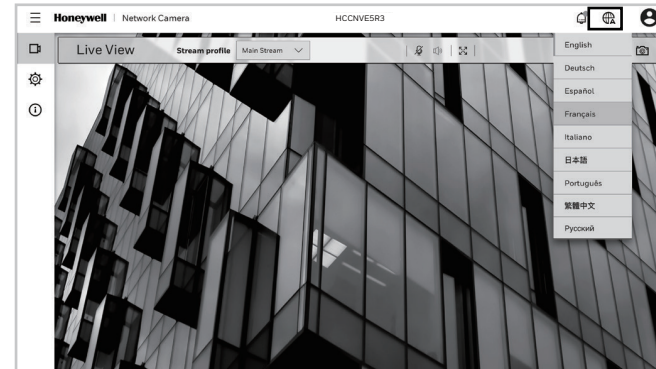 Honeywell | Network Camera
HCCNVE5R3
Live View
Stream profile
Main Stream
English
Deutsch
Español
Français
Italiano
日本語
Português
繁體中文
Русский